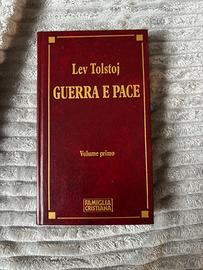 Lev Tolstoj
GUERRA E PACE
Volume primo
FAMIGLIA
CRISTIANA